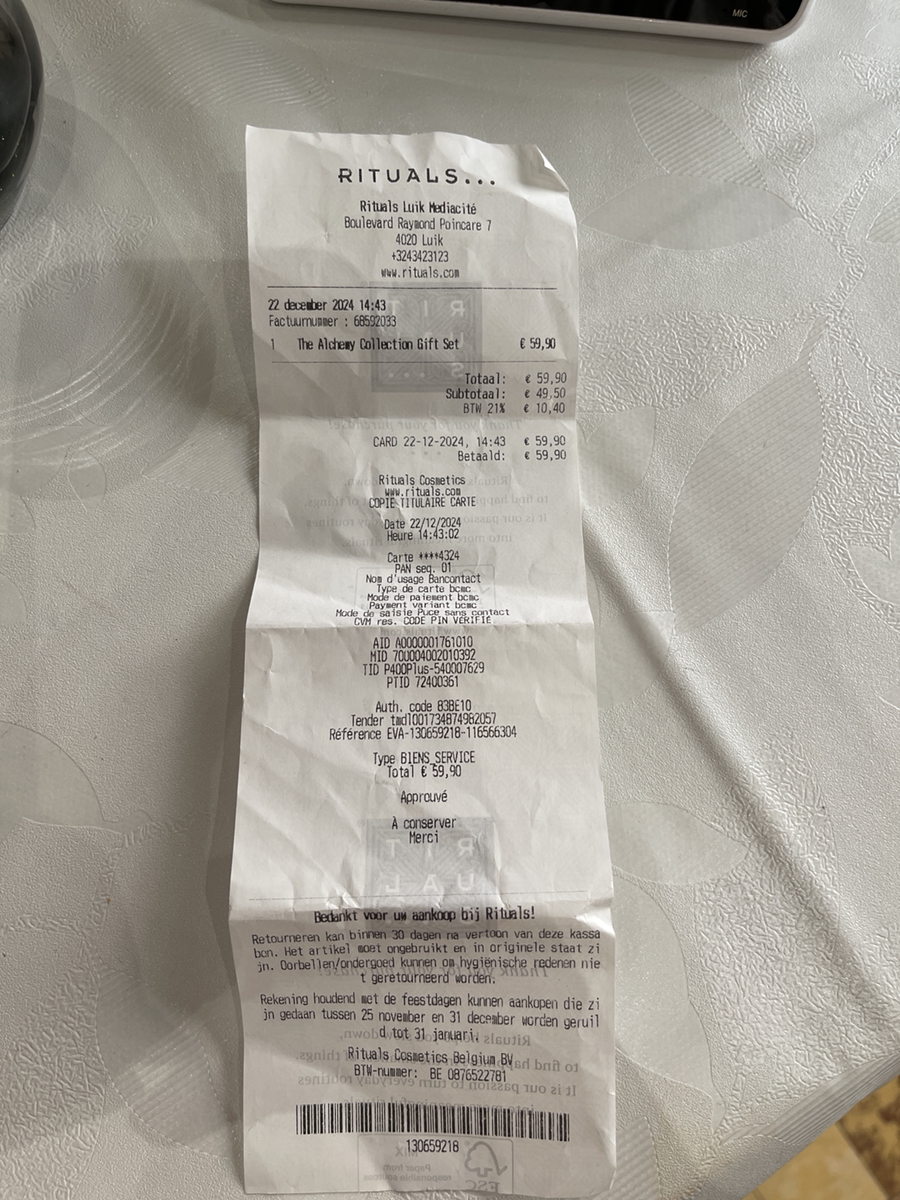 MIC
RITUALS...
Rituals Luik Mediacité
Boulevard Raymond Poincare 7
4020 Luik
+3243423123
www.rituals.com
22 december 2024 14:43
Factuurnummer : 68592033
1 The Alchemy Collection Gift Set € 59,90
Totaal: € 59,90
Subtotaal: € 49,50
BTW 21% € 10,40
CARD 22-12-2024, 14:43 € 59,90
Betaald: € 59,90
Rituals Cosmetics
www.rituals.com
COPIE TITULAIRE CARTE
Date 22/12/2024
Heure 14:43:02
Carte ****4324
PAN seq. 01
Nom d'usage Bancontact
Type de carte bcmc
Mode de paiement bcmc
Payment variant bcmc
Mode de saisie Puce sans contact
CVM res. CODE PIN VERIFIE
AID A0000001761010
MID 700004002010392
TID P400Plus-540007629
PTID 72400361
Auth. code 83BE10
Tender tmdl001734874982057
Référence EVA-130659218-116566304
Type BIENS_SERVICE
Total € 59,90
Approuvé
À conserver
Merci
Bedankt voor uw aankoop bij Rituals!
Retourneren kan binnen 30 dagen na vertoon van deze kassa
bon. Het artikel moet ongebruikt en in originele staat zi
jn. Oorbellen/ondergoed kunnen om hygiënische redenen nie
t geretourneerd worden.
Rekening houdend met de feestdagen kunnen aankopen die zi
jn gedaan tussen 25 november en 31 december worden geruil
d tot 31 januari.
Rituals Cosmetics Belgium BV
BTW-nummer: BE 0876522781
130659218